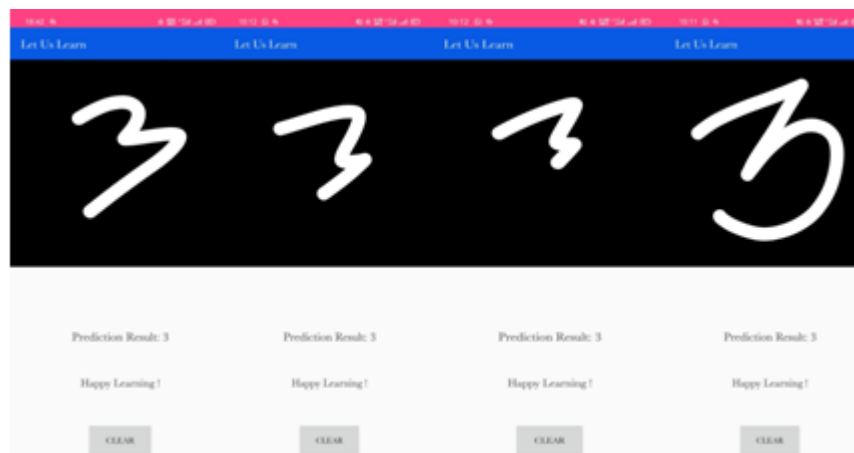 Let Us Learn Let Us Learn Let Us Learn Let Us Learn
3 3 3 3
Prediction Result: 3 Prediction Result: 3 Prediction Result: 3 Prediction Result: 3
Happy Learning ! Happy Learning ! Happy Learning ! Happy Learning !
CLEAR CLEAR CLEAR CLEAR